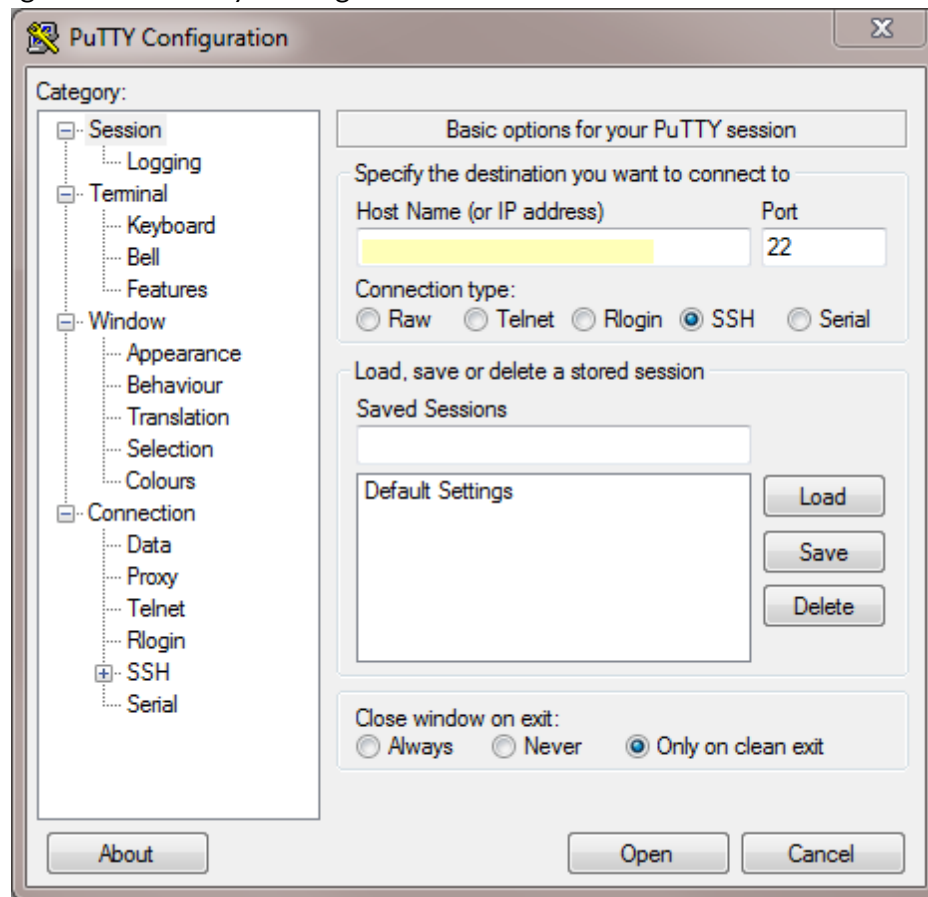 PuTTY Configuration
Category:
Session
Logging
Terminal
Keyboard
Bell
Features
Window
Appearance
Behaviour
Translation
Selection
Colours
Connection
Data
Proxy
Telnet
Rlogin
SSH
Serial
Basic options for your PuTTY session
Specify the destination you want to connect to
Host Name (or IP address) Port
22
Connection type:
Raw Telnet Rlogin SSH Serial
Load, save or delete a stored session
Saved Sessions
Default Settings
Load
Save
Delete
Close window on exit:
Always Never Only on clean exit
About Open Cancel